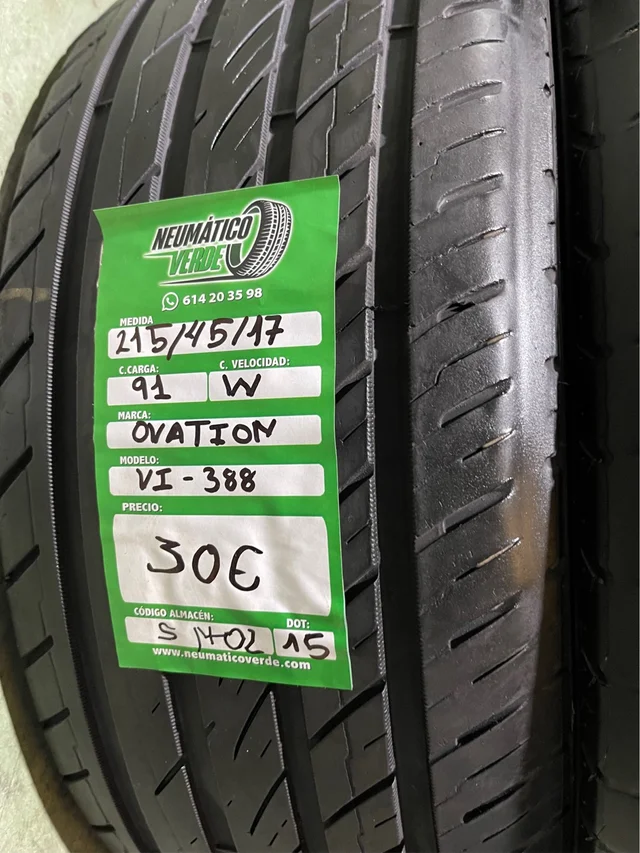 NEUMÁTICO
VERDE
614 20 35 98
MEDIDA
215/45/17
C.CARGA: C. VELOCIDAD:
91 W
MARCA:
OVATION
MODELO:
VI-388
PRECIO:
30€
CÓDIGO ALMACÉN: DOT:
15
www.neumaticoverde.com